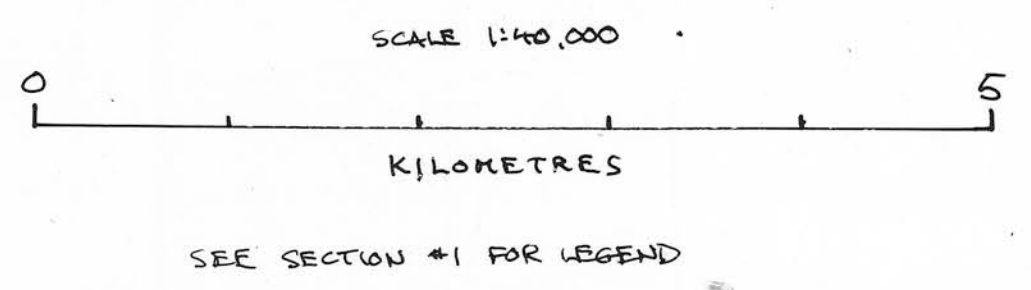 SCALE 1:40,000
0 5
KILOMETRES
SEE SECTION #1 FOR LEGEND